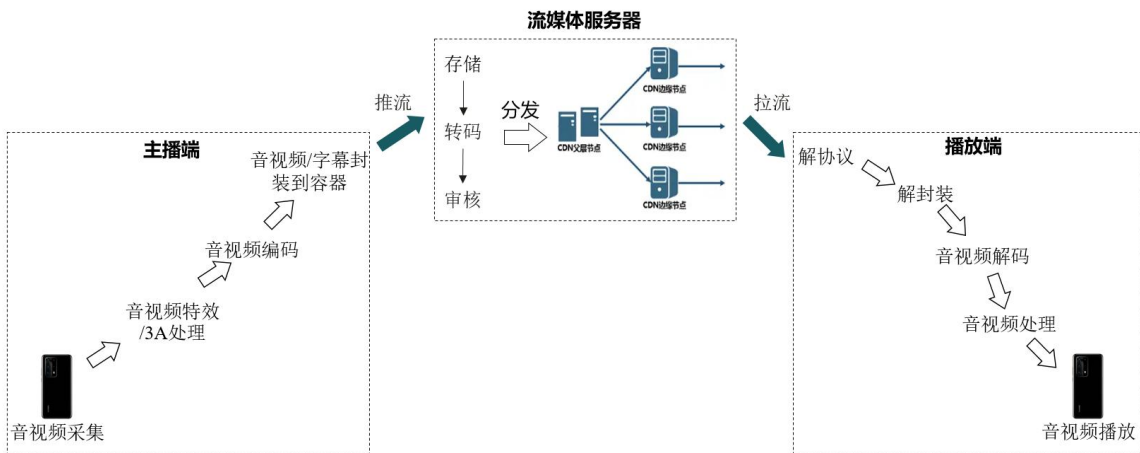 流媒体服务器
存储
转码
审核
分发
CDN父层节点
CDN边缘节点
CDN边缘节点
CDN边缘节点
推流
拉流
主播端
音视频/字幕封
装到容器
音视频编码
音视频特效
/3A处理
音视频采集
播放端
解协议
解封装
音视频解码
音视频处理
音视频播放